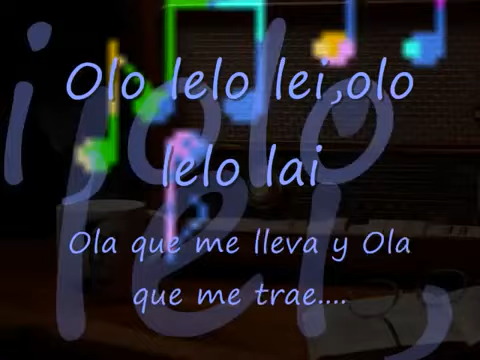 Olo lelo lei,olo
lelo lai
Ola que me lleva y Ola
que me trae....